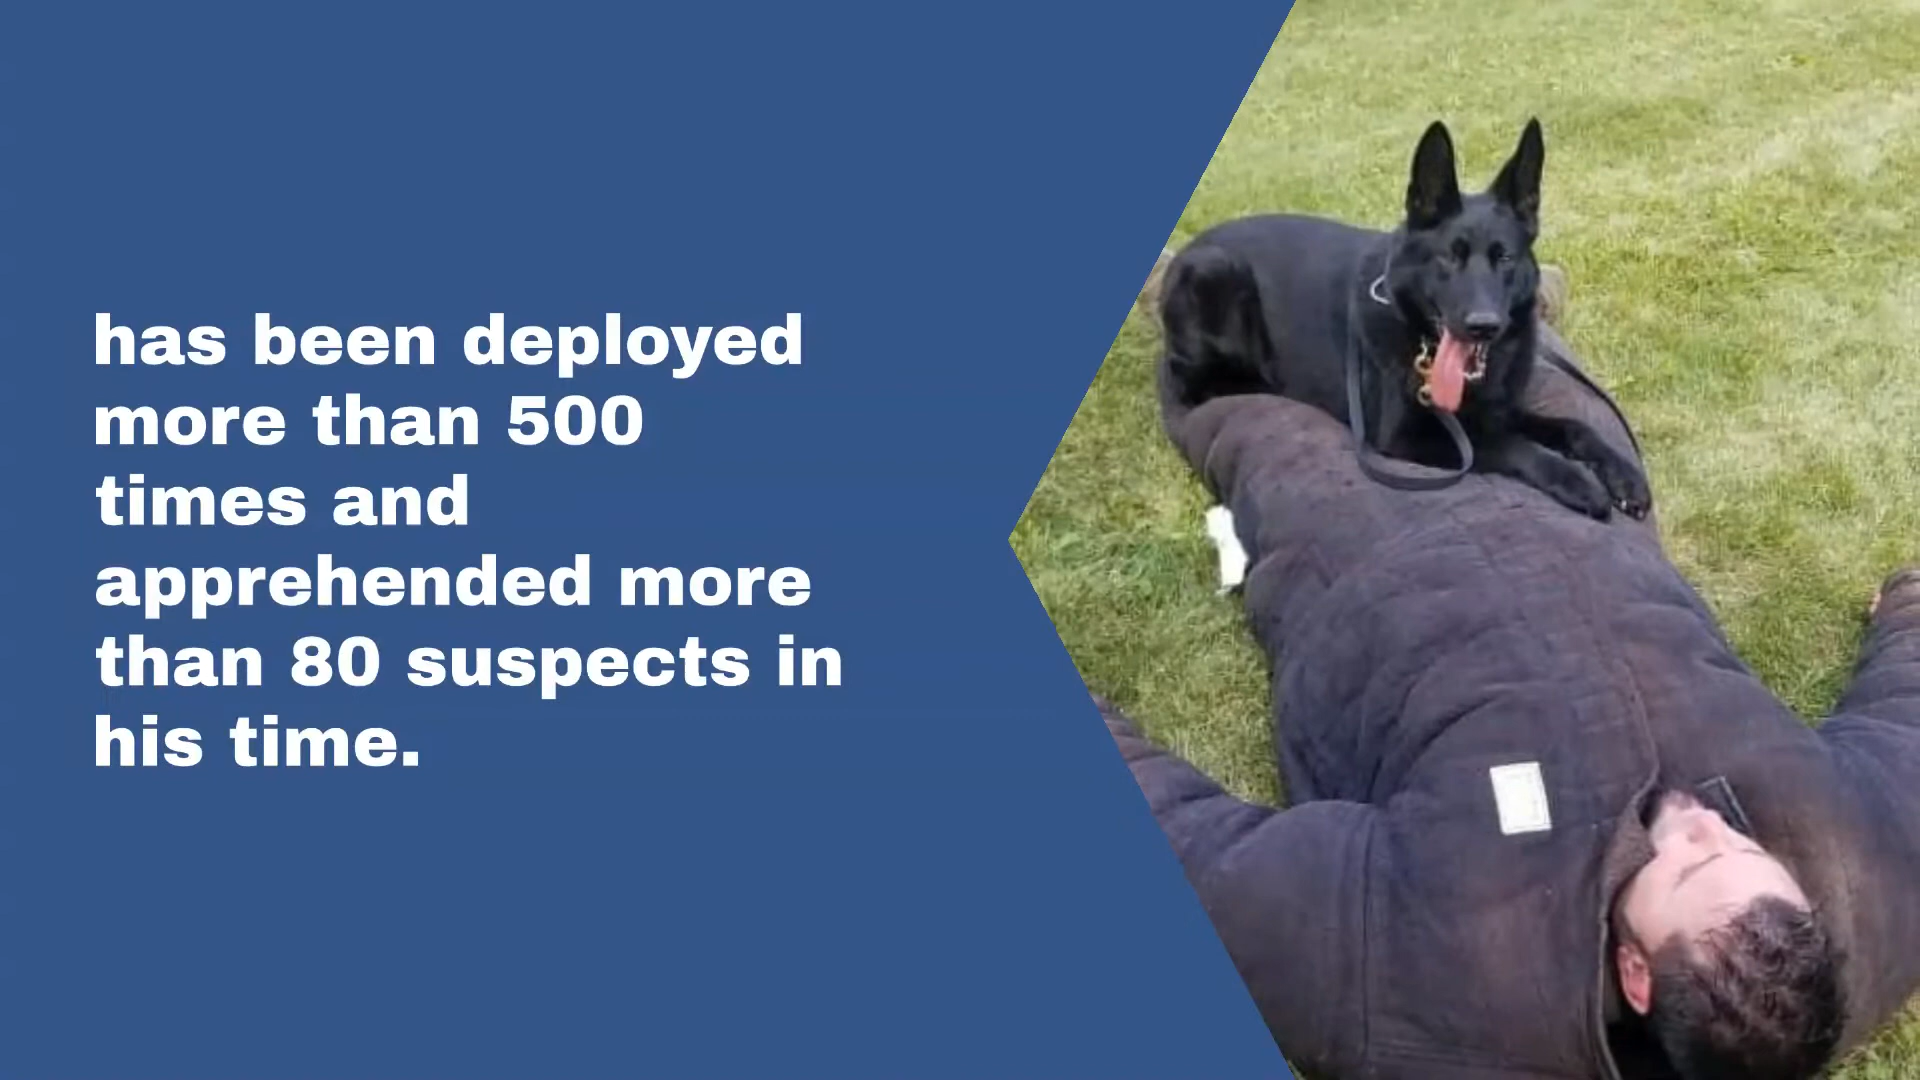 has been deployed
more than 500
times and
apprehended more
than 80 suspects in
his time.